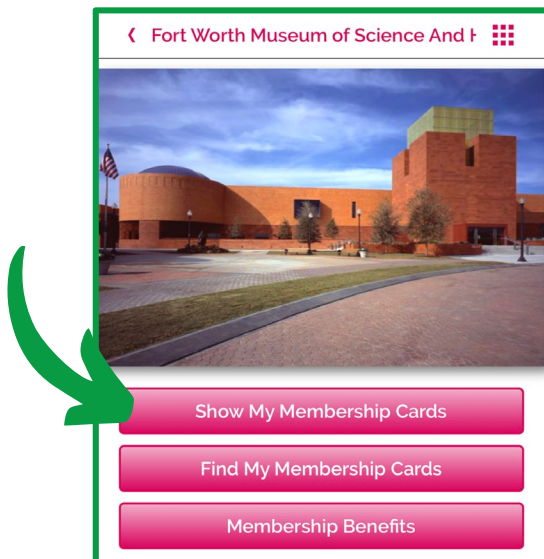 Fort Worth Museum of Science And H
Show My Membership Cards
Find My Membership Cards
Membership Benefits